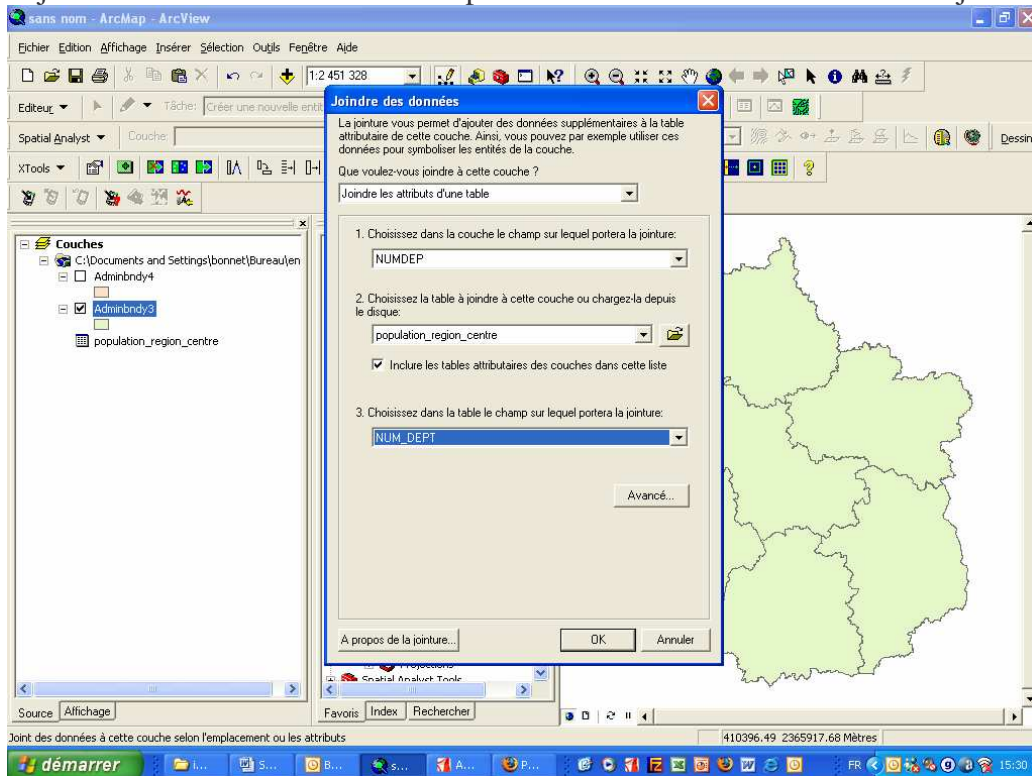 sans nom - ArcMap - ArcView
Fichier Edition Affichage Insérer Sélection Outils Fenêtre Aide
1:2 451 328
Editeur Tâche: Créer une nouvelle entit
Spatial Analyst Couche:
Dessin
XTools
Couches
C:\Documents and Settings\bonnet\Bureau\en
Adminbndy4
Adminbndy3
population_region_centre
Source Affichage
Joindre des données
La jointure vous permet d'ajouter des données supplémentaires à la table
attributaire de cette couche. Ainsi, vous pouvez par exemple utiliser ces
données pour symboliser les entités de la couche.
Que voulez-vous joindre à cette couche ?
Joindre les attributs d'une table
1. Choisissez dans la couche le champ sur lequel portera la jointure:
NUMDEP
2. Choisissez la table à joindre à cette couche ou chargez-la depuis
le disque:
population_region_centre
Inclure les tables attributaires des couches dans cette liste
3. Choisissez dans la table le champ sur lequel portera la jointure:
NUM_DEPT
Avancé...
A propos de la jointure... OK Annuler
Spatial Analyst Tools
Favoris Index Rechercher
Joint des données à cette couche selon l'emplacement ou les attributs
410396.49 2365917.68 Mètres
démarrer i... S... B... s... A... P... FR 15:30